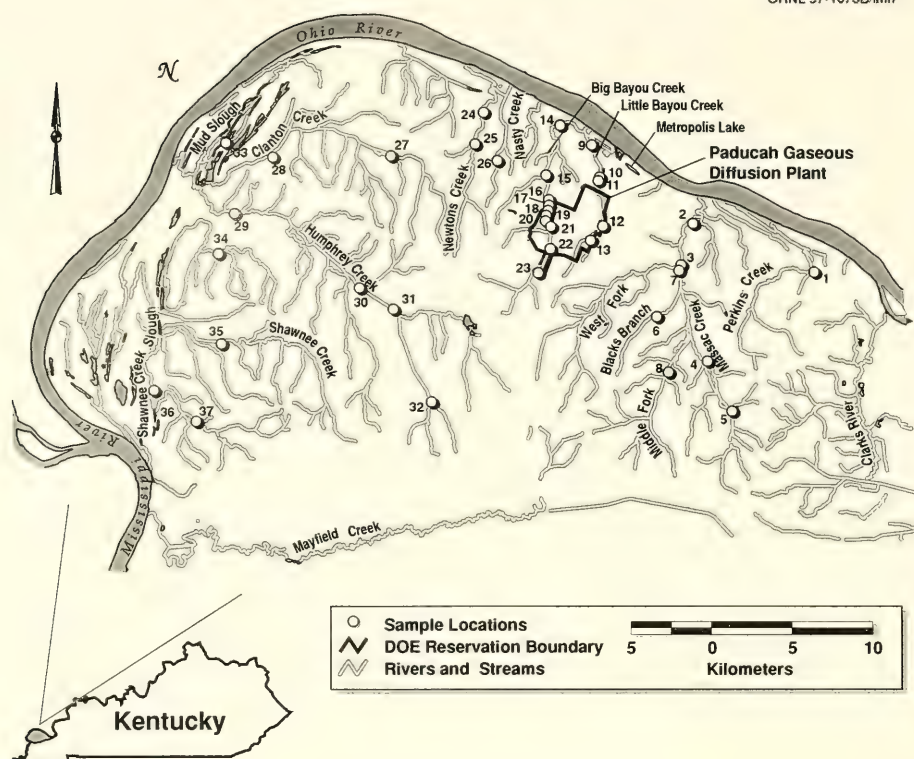 Ohio River
N
Big Bayou Creek
Little Bayou Creek
Metropolis Lake
Paducah Gaseous
Diffusion Plant
Mud Slough
Clanton Creek
Newtons Creek
Nasty Creek
Humphrey Creek
Shawnee Creek
Shawnee Creek Slough
West Fork
Blacks Branch
Massac Creek
Perkins Creek
Middle Fork
Clarks River
Mayfield Creek
Mississippi River
1
2
3
4
5
6
7
8
9
10
11
12
13
14
15
16
17
18
19
20
21
22
23
24
25
26
27
28
29
30
31
32
33
34
35
36
37
Sample Locations
DOE Reservation Boundary
Rivers and Streams
5 0 5 10
Kilometers
Kentucky